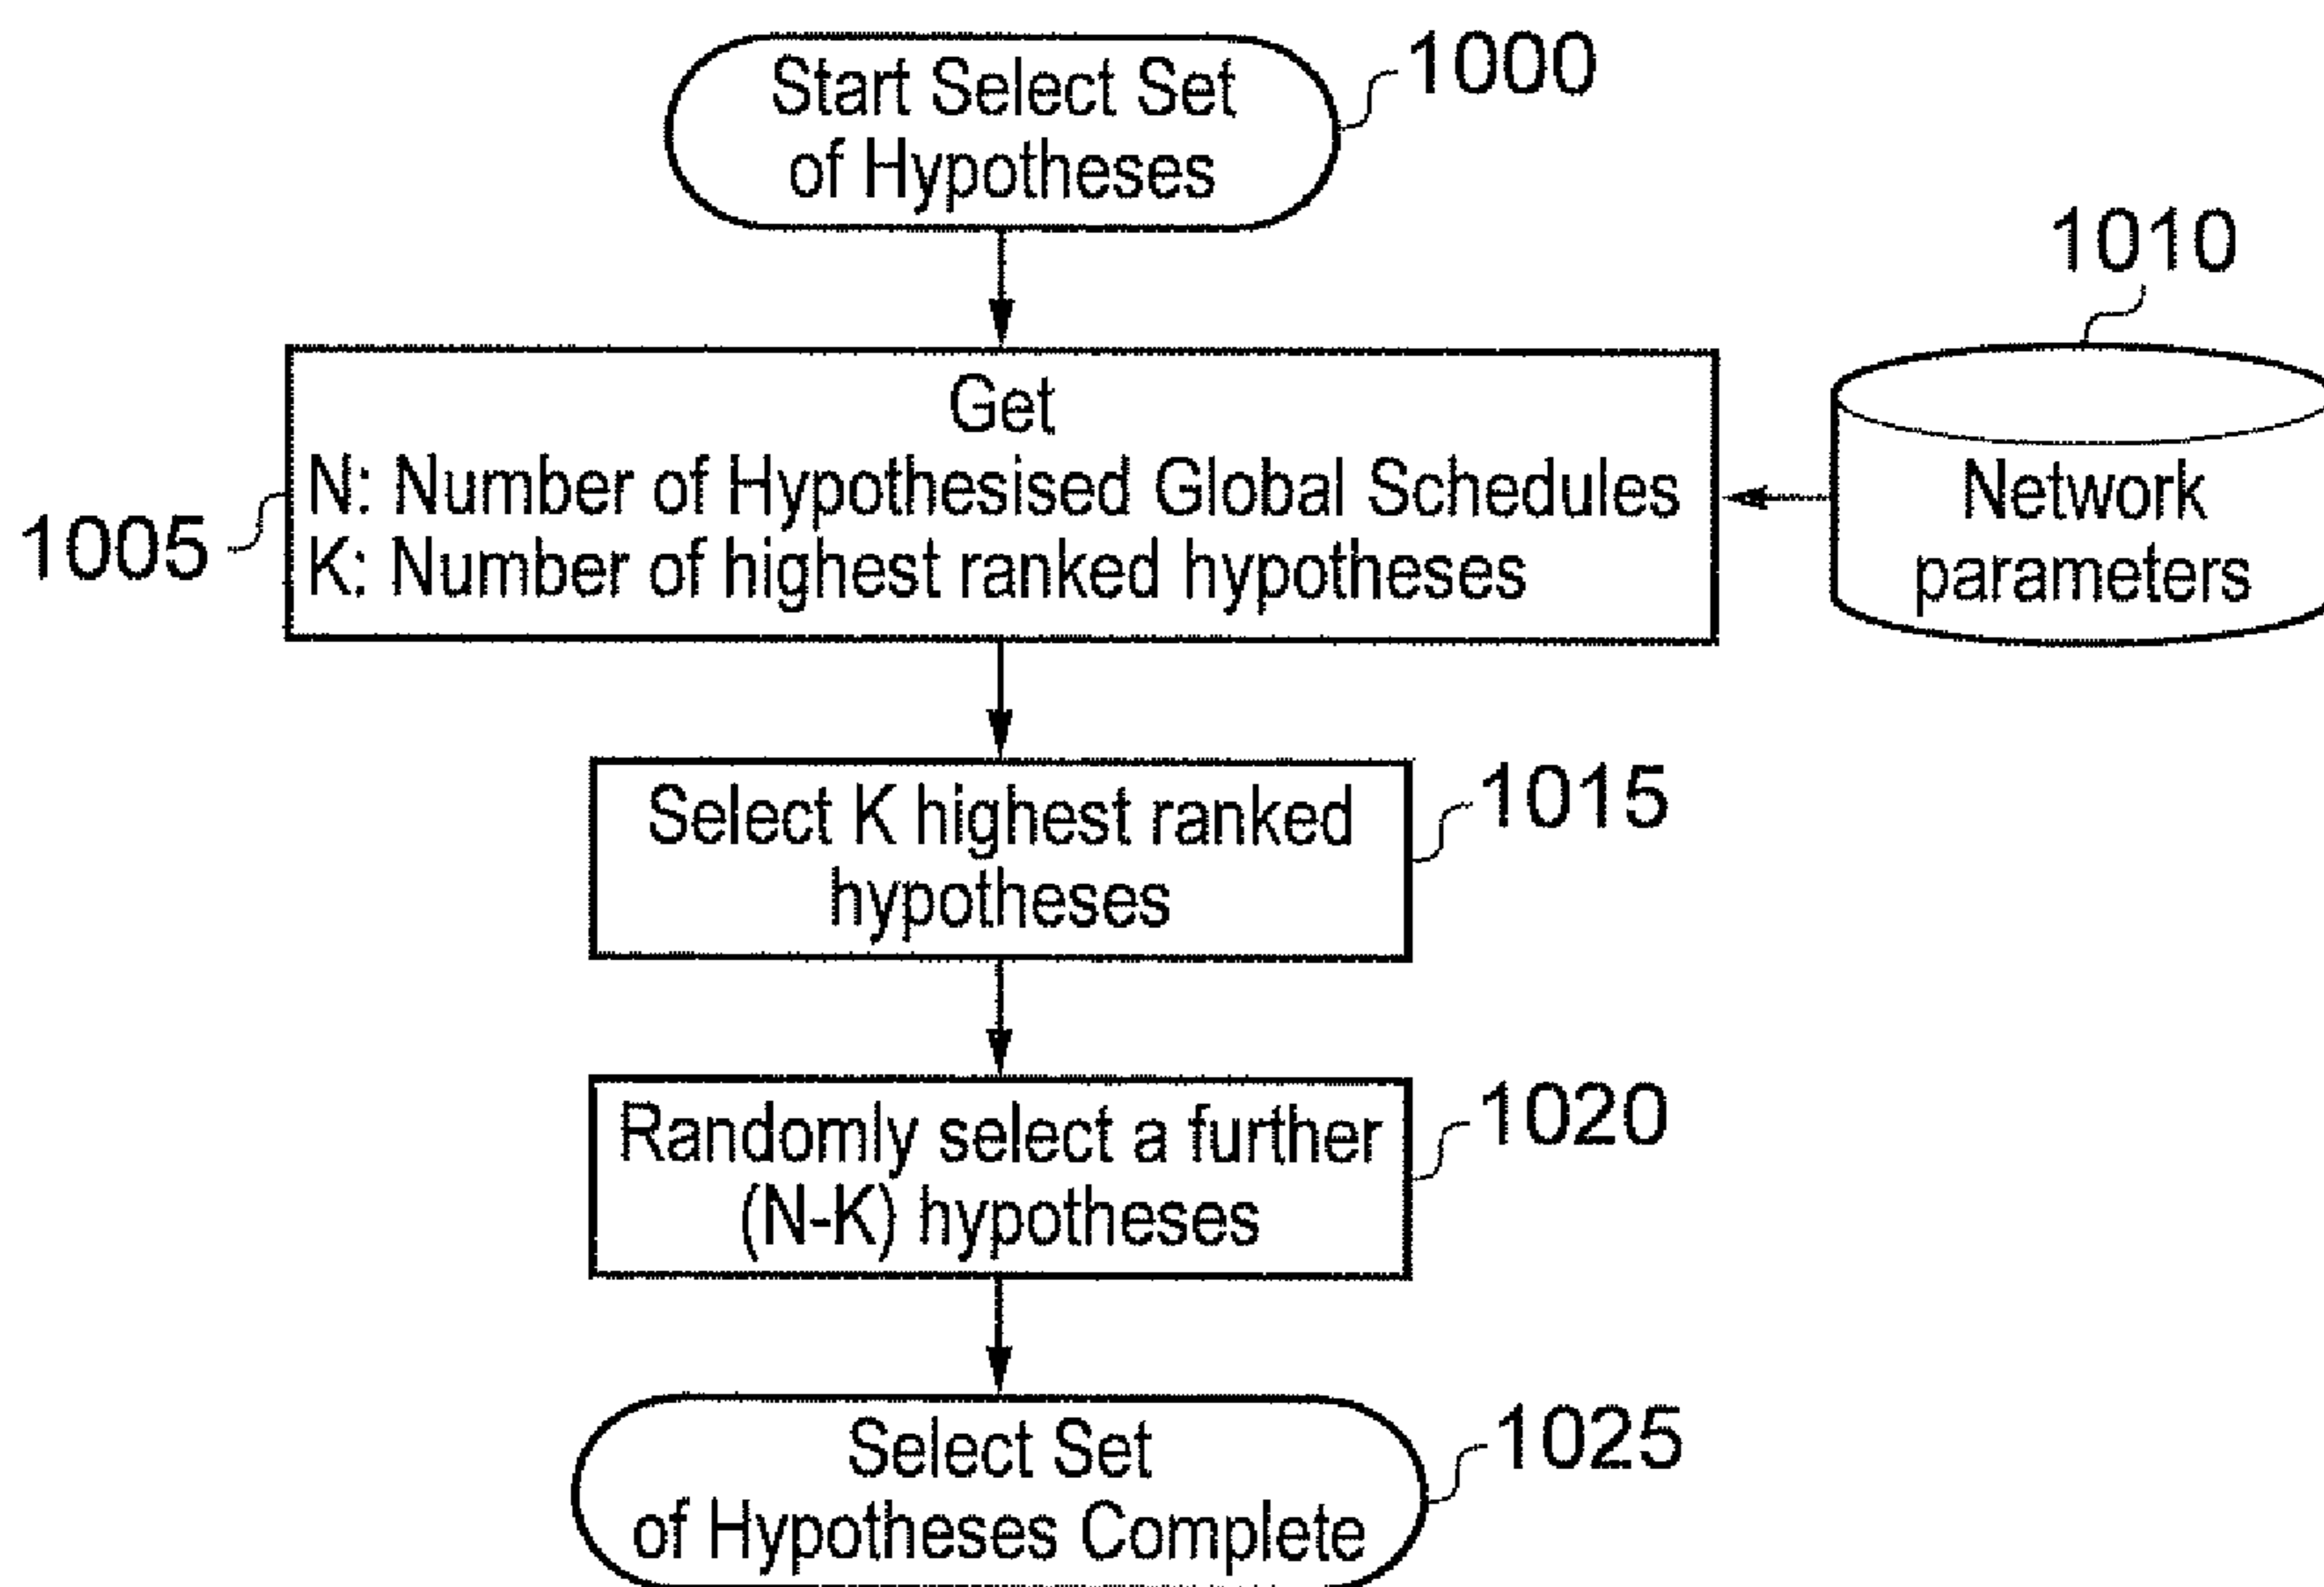 Start Select Set
of Hypotheses
1000
1010
Get
N: Number of Hypothesised Global Schedules
K: Number of highest ranked hypotheses
1005
Network
parameters
Select K highest ranked
hypotheses
1015
Randomly select a further
(N-K) hypotheses
1020
Select Set
of Hypotheses Complete
1025